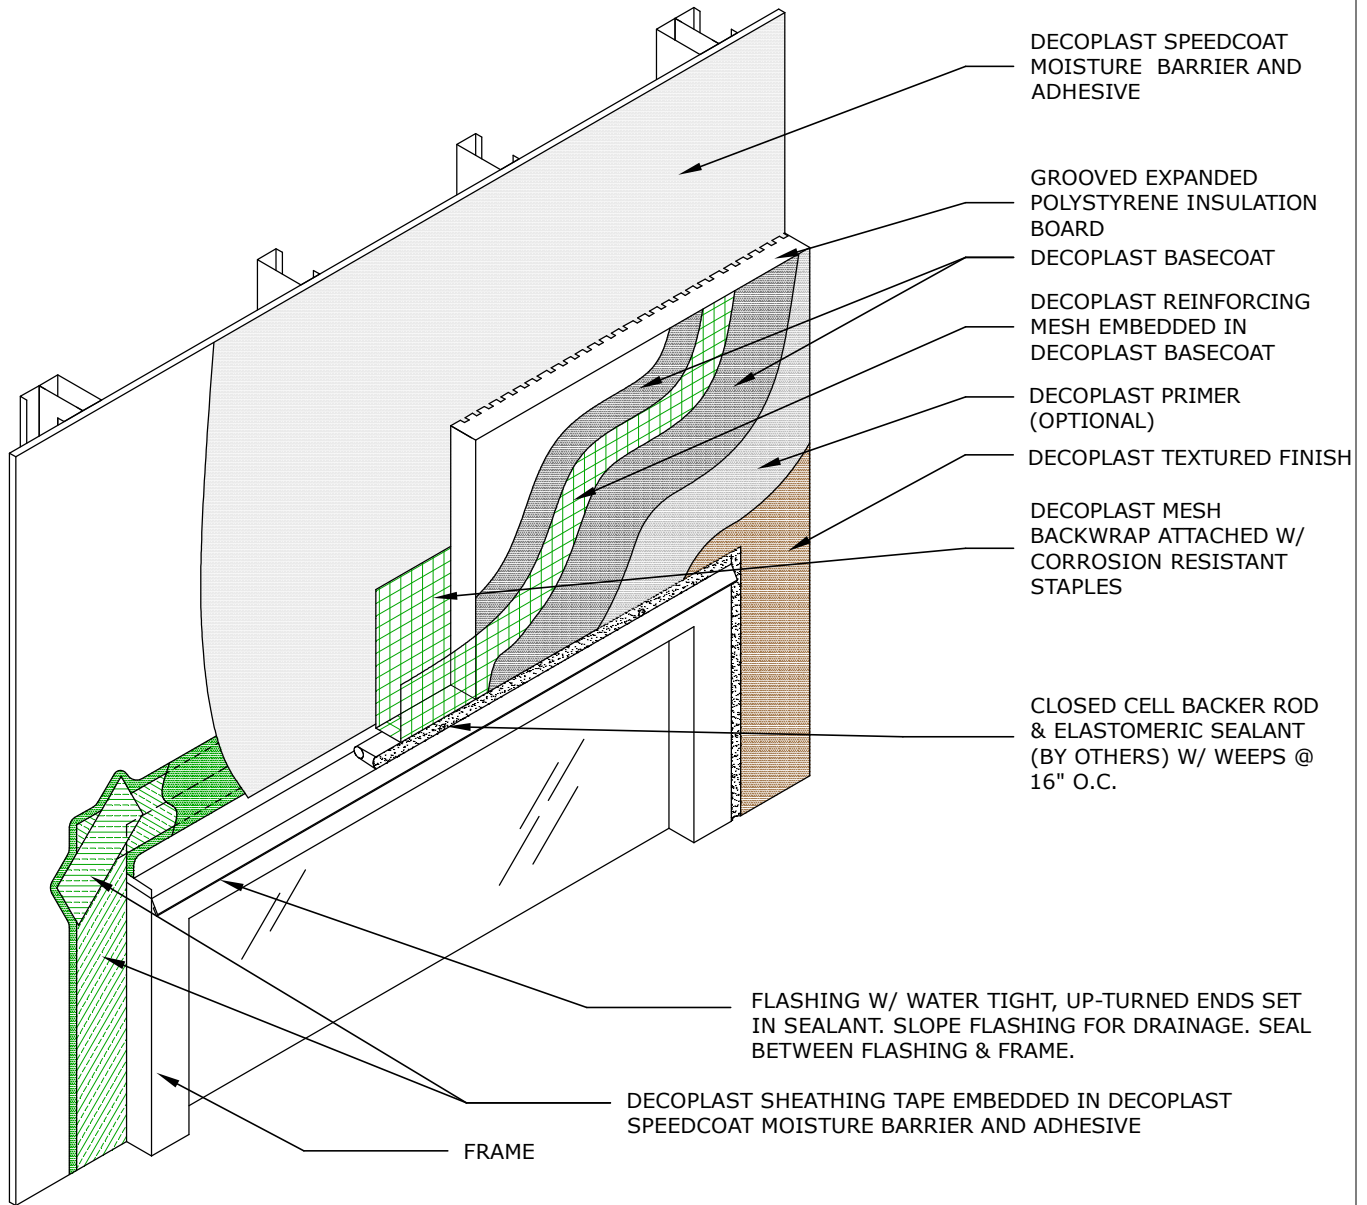 DECOPLAST SPEEDCOAT
MOISTURE BARRIER AND
ADHESIVE
GROOVED EXPANDED
POLYSTYRENE INSULATION
BOARD
DECOPLAST BASECOAT
DECOPLAST REINFORCING
MESH EMBEDDED IN
DECOPLAST BASECOAT
DECOPLAST PRIMER
(OPTIONAL)
DECOPLAST TEXTURED FINISH
DECOPLAST MESH
BACKWRAP ATTACHED W/
CORROSION RESISTANT
STAPLES
CLOSED CELL BACKER ROD
& ELASTOMERIC SEALANT
(BY OTHERS) W/ WEEPS @
16" O.C.
FLASHING W/ WATER TIGHT, UP-TURNED ENDS SET
IN SEALANT. SLOPE FLASHING FOR DRAINAGE. SEAL
BETWEEN FLASHING & FRAME.
DECOPLAST SHEATHING TAPE EMBEDDED IN DECOPLAST
SPEEDCOAT MOISTURE BARRIER AND ADHESIVE
FRAME